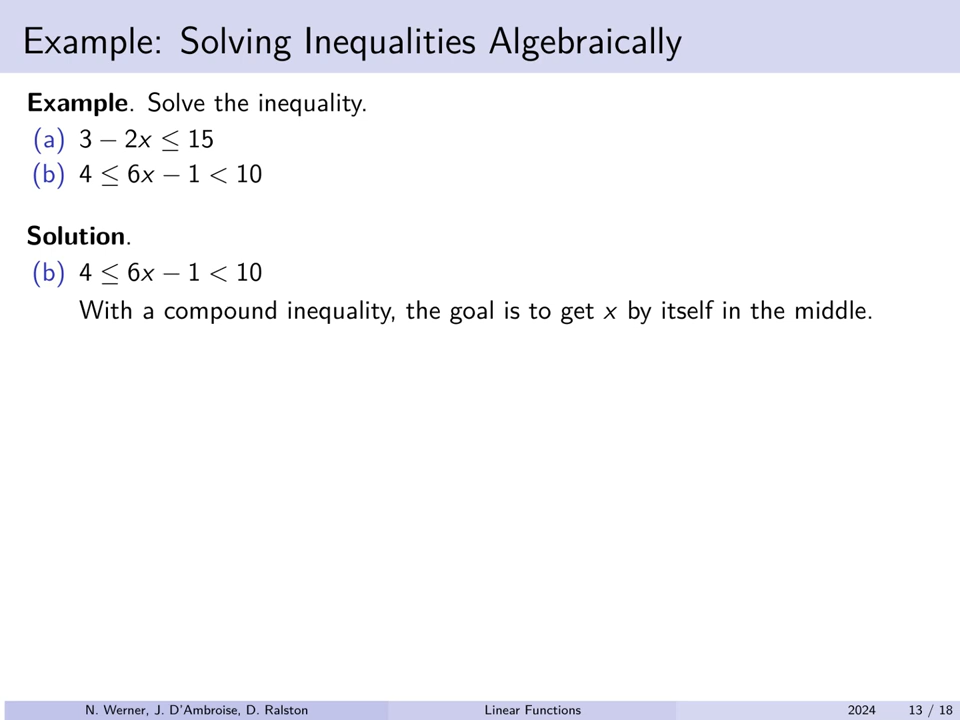 Example: Solving Inequalities Algebraically
Example. Solve the inequality.
(a) 3 − 2x ≤ 15
(b) 4 ≤ 6x − 1 < 10
Solution.
(b) 4 ≤ 6x − 1 < 10
With a compound inequality, the goal is to get x by itself in the middle.
N. Werner, J. D'Ambroise, D. Ralston Linear Functions 2024 13 / 18